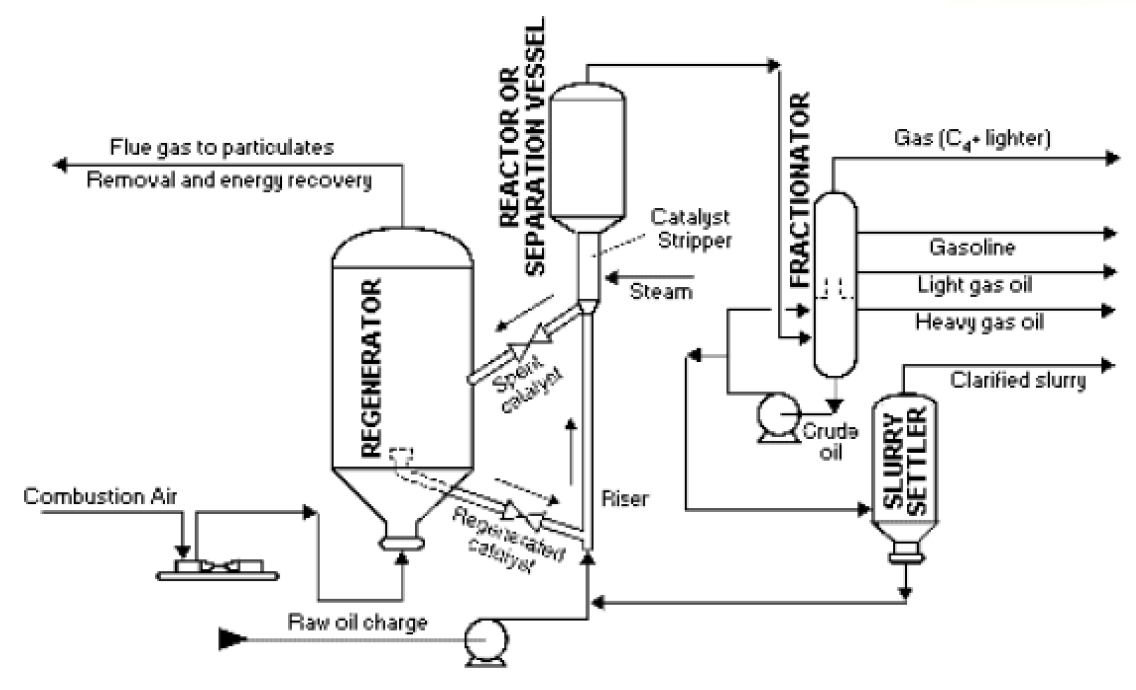 REACTOR OR
SEPARATION VESSEL
FRACTIONATOR
Gas (C4+ lighter)
Flue gas to particulates
Removal and energy recovery
Catalyst
Stripper
Gasoline
Steam
Light gas oil
Heavy gas oil
REGENERATOR
Spent
catalyst
Clarified slurry
Crude
oil
SLURRY
SETTLER
Combustion Air
Riser
Regenerated
catalyst
Raw oil charge